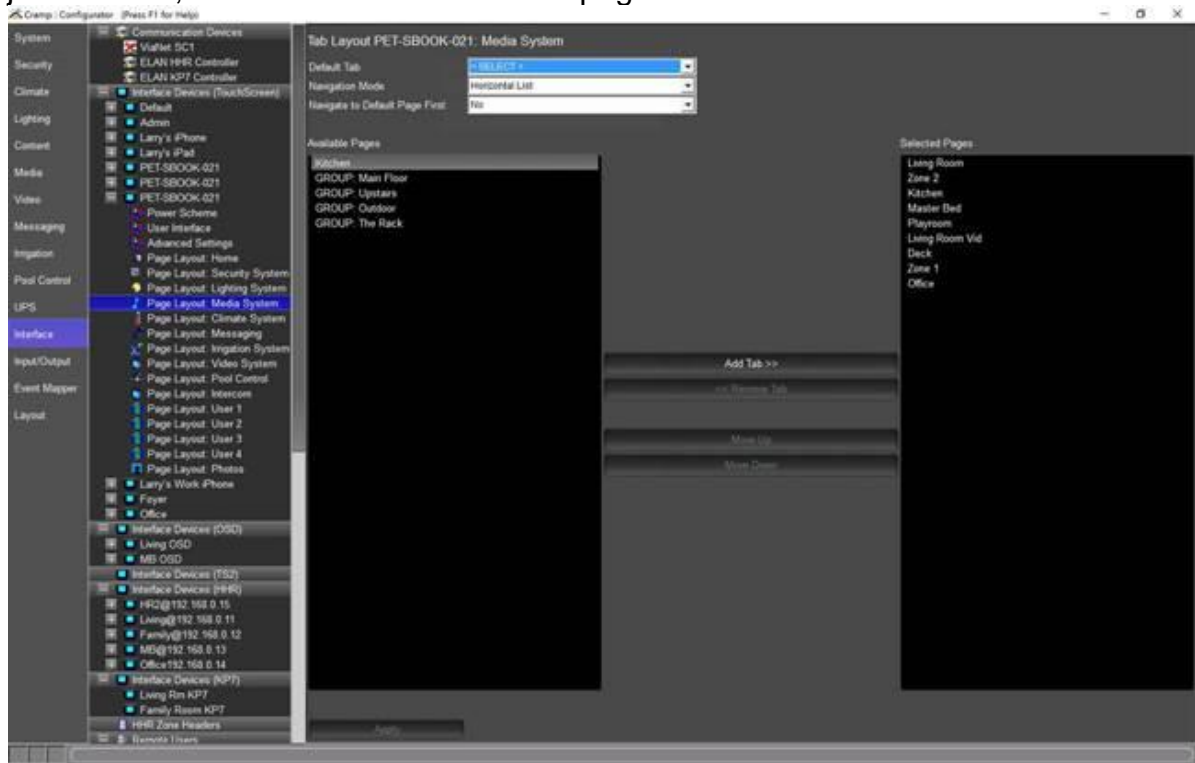 Cramp : Configurator (Press F1 for Help)
System
Security
Climate
Lighting
Content
Media
Video
Messaging
Irrigation
Pool Control
UPS
Interface
Input/Output
Event Mapper
Layout
Communication Devices
ViaNet SC1
ELAN HHR Controller
ELAN KP7 Controller
Interface Devices (TouchScreen)
Default
Admin
Larry's iPhone
Larry's iPad
PET-SBOOK-021
PET-SBOOK-021
PET-SBOOK-021
Power Scheme
User Interface
Advanced Settings
Page Layout: Home
Page Layout: Security System
Page Layout: Lighting System
Page Layout: Media System
Page Layout: Climate System
Page Layout: Messaging
Page Layout: Irrigation System
Page Layout: Video System
Page Layout: Pool Control
Page Layout: Intercom
Page Layout: User 1
Page Layout: User 2
Page Layout: User 3
Page Layout: User 4
Page Layout: Photos
Larry's Work iPhone
Foyer
Office
Interface Devices (OSD)
Living OSD
MB OSD
Interface Devices (TS2)
Interface Devices (HHR)
HR2@192.168.0.15
Living@192.168.0.11
Family@192.168.0.12
MB@192.168.0.13
Office192.168.0.14
Interface Devices (KP7)
Living Rm KP7
Family Room KP7
HHR Zone Headers
Remote Users
Tab Layout PET-SBOOK-021: Media System
Default Tab
< SELECT >
Navigation Mode
Horizontal List
Navigate to Default Page First
No
Available Pages
Kitchen
GROUP: Main Floor
GROUP: Upstairs
GROUP: Outdoor
GROUP: The Rack
Add Tab >>
<< Remove Tab
Move Up
Move Down
Selected Pages
Living Room
Zone 2
Kitchen
Master Bed
Playroom
Living Room Vid
Deck
Zone 1
Office
Apply